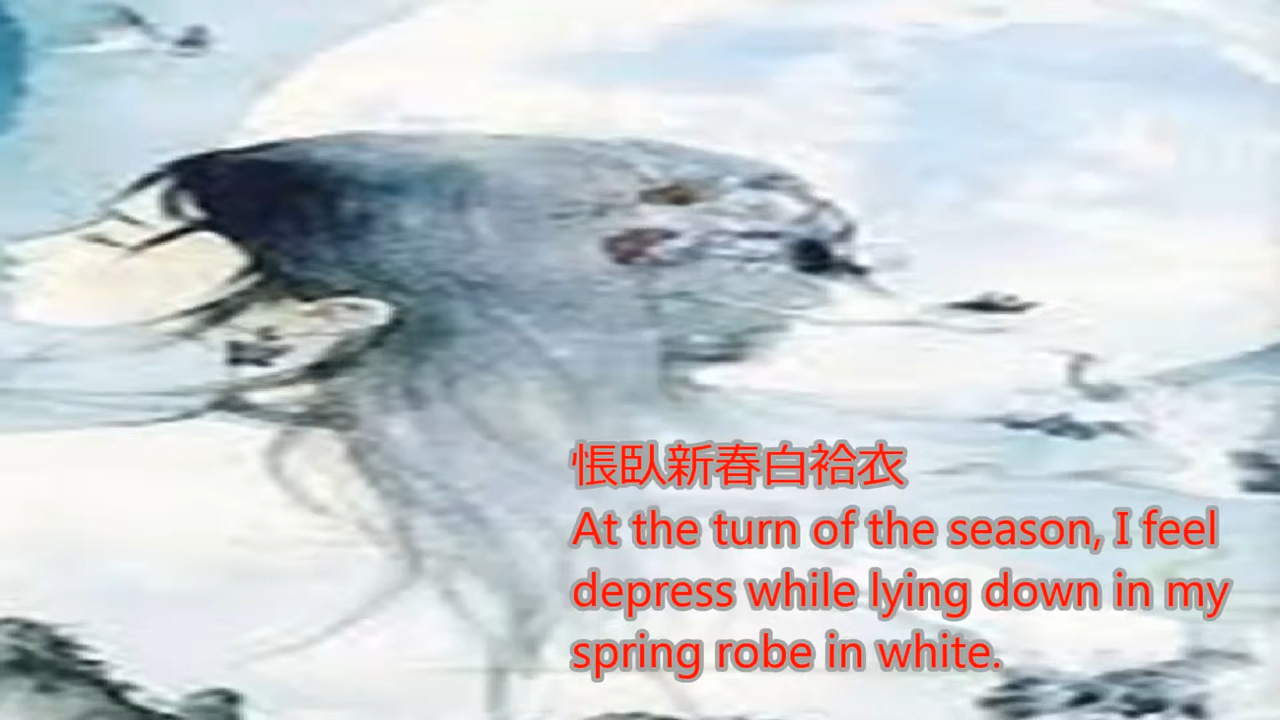 悵臥新春白袷衣
At the turn of the season, I feel
depress while lying down in my
spring robe in white.